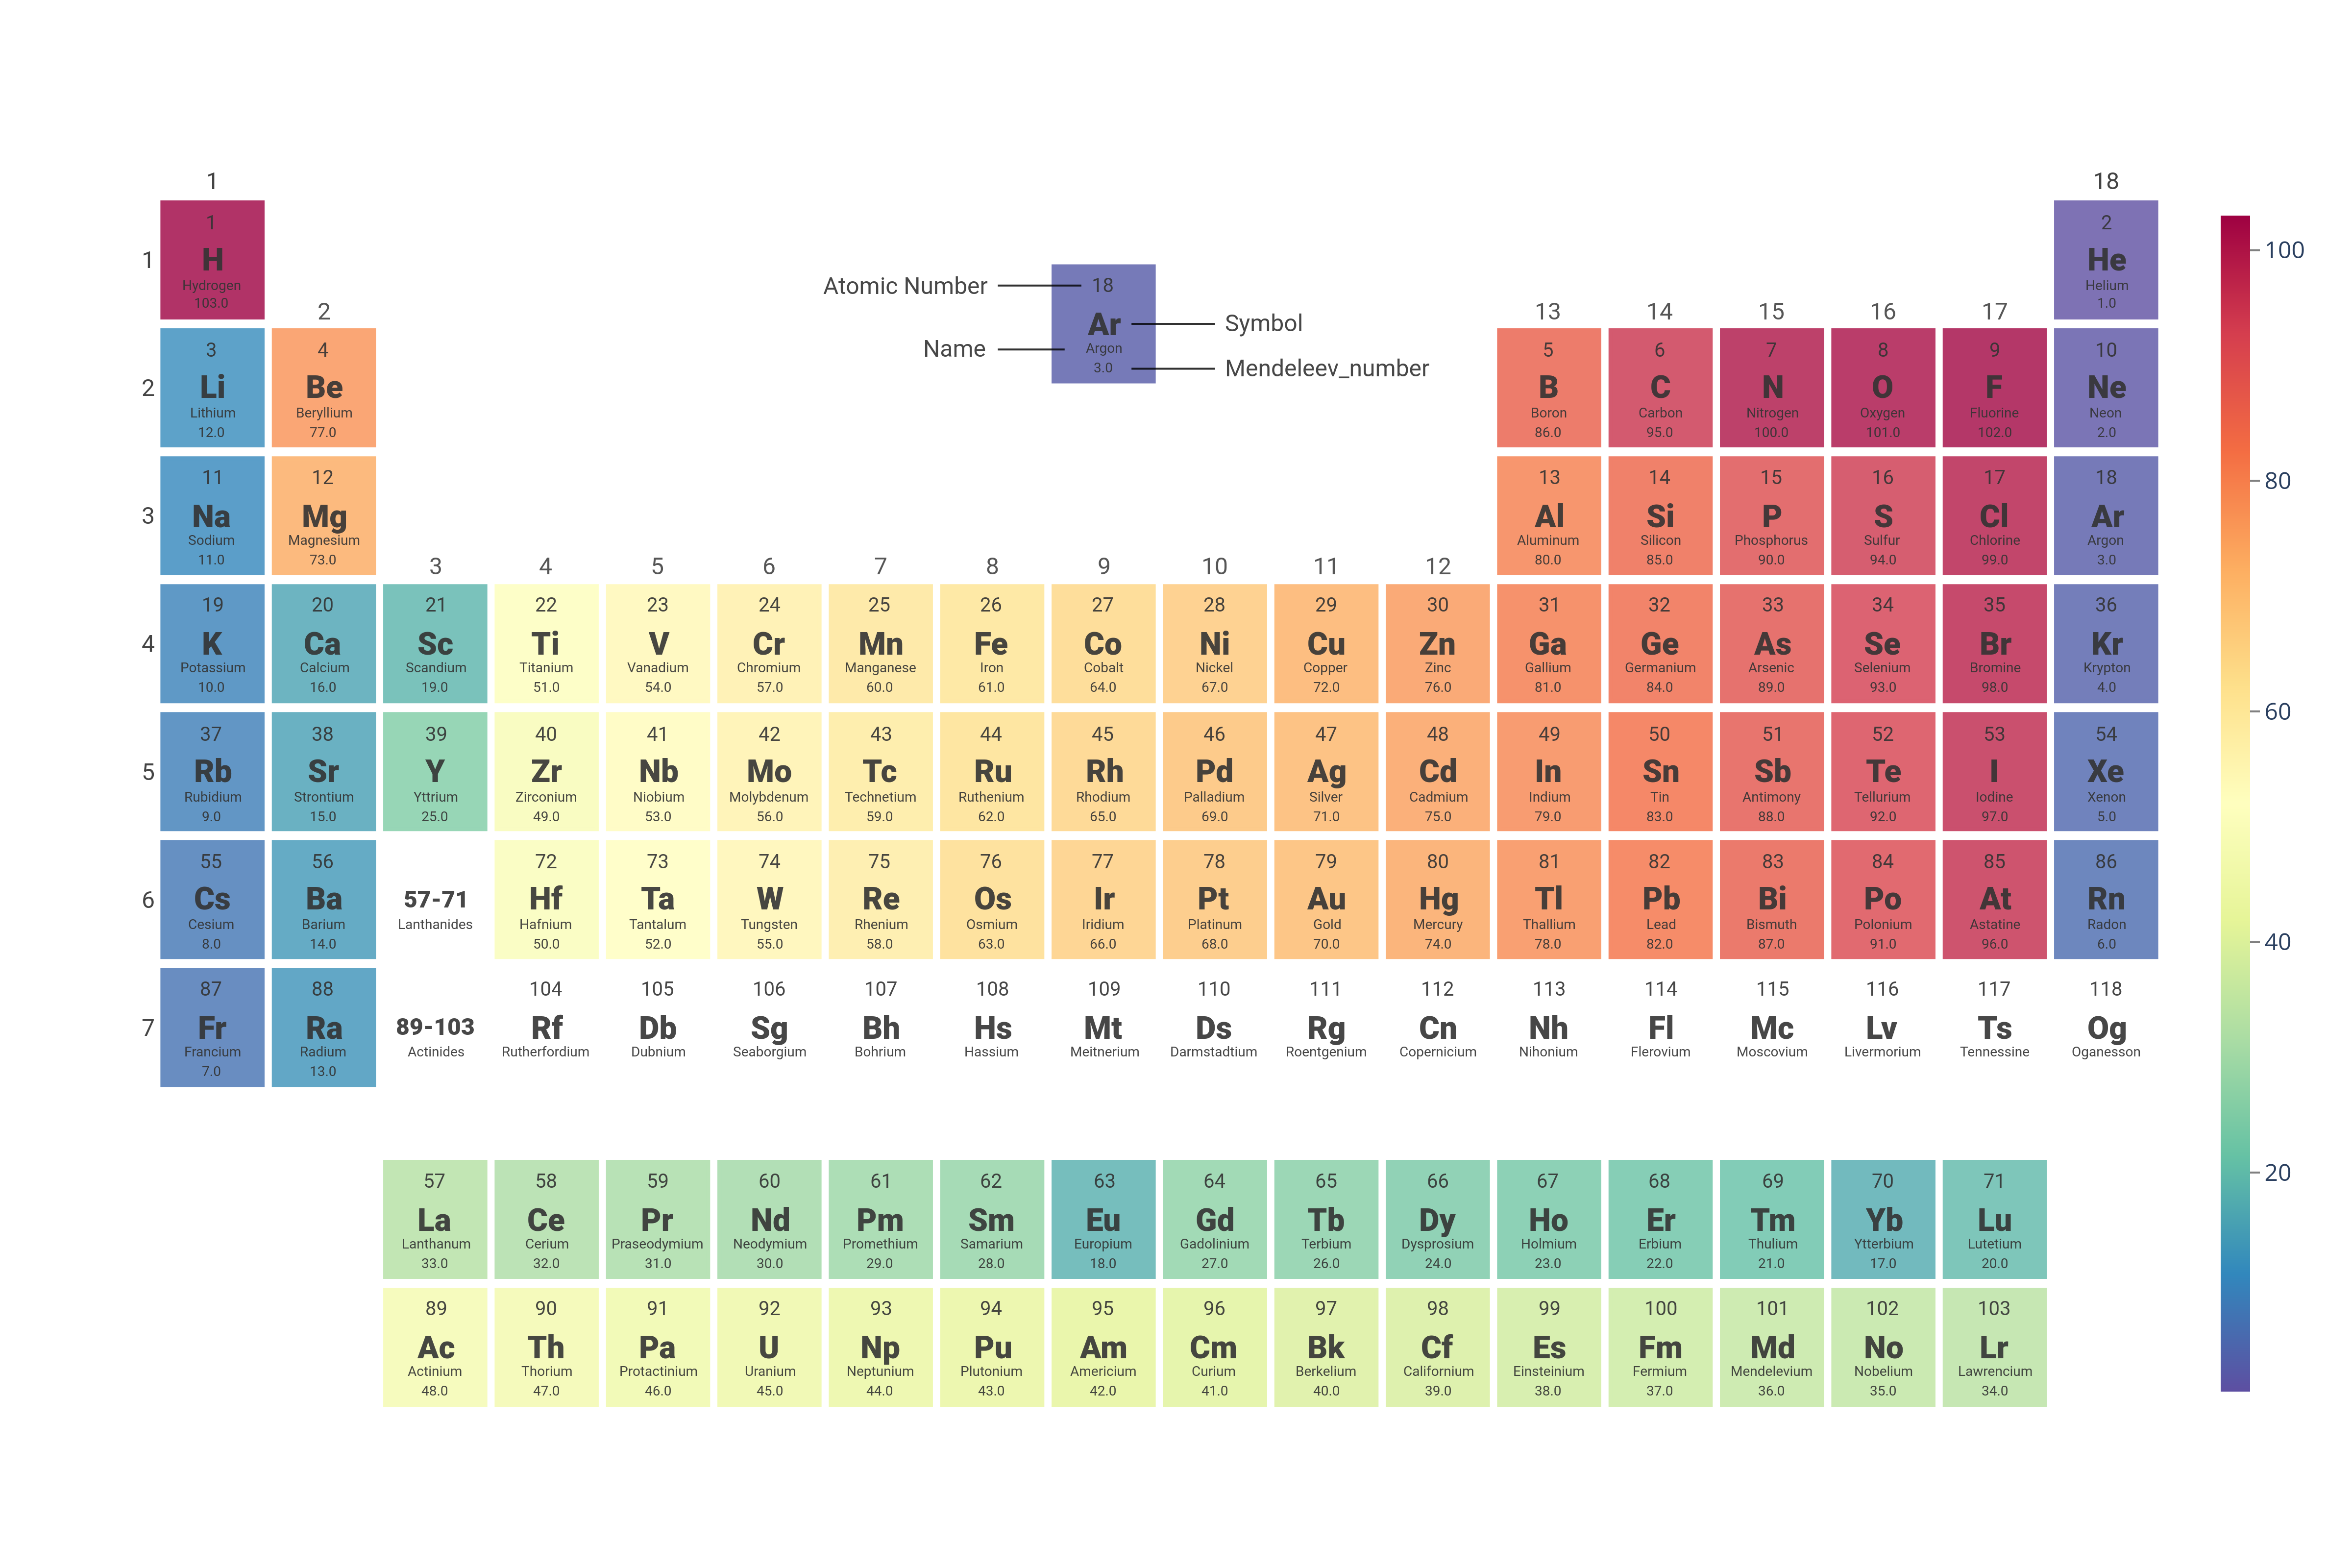 1 18
1 H Hydrogen 103.0
2 He Helium 1.0
1
Atomic Number
18 Ar Argon 3.0
Symbol
Name
Mendeleev_number
2 13 14 15 16 17
3 Li Lithium 12.0
4 Be Beryllium 77.0
5 B Boron 86.0
6 C Carbon 95.0
7 N Nitrogen 100.0
8 O Oxygen 101.0
9 F Fluorine 102.0
10 Ne Neon 2.0
2
11 Na Sodium 11.0
12 Mg Magnesium 73.0
13 Al Aluminum 80.0
14 Si Silicon 85.0
15 P Phosphorus 90.0
16 S Sulfur 94.0
17 Cl Chlorine 99.0
18 Ar Argon 3.0
3
3 4 5 6 7 8 9 10 11 12
19 K Potassium 10.0
20 Ca Calcium 16.0
21 Sc Scandium 19.0
22 Ti Titanium 51.0
23 V Vanadium 54.0
24 Cr Chromium 57.0
25 Mn Manganese 60.0
26 Fe Iron 61.0
27 Co Cobalt 64.0
28 Ni Nickel 67.0
29 Cu Copper 72.0
30 Zn Zinc 76.0
31 Ga Gallium 81.0
32 Ge Germanium 84.0
33 As Arsenic 89.0
34 Se Selenium 93.0
35 Br Bromine 98.0
36 Kr Krypton 4.0
4
37 Rb Rubidium 9.0
38 Sr Strontium 15.0
39 Y Yttrium 25.0
40 Zr Zirconium 49.0
41 Nb Niobium 53.0
42 Mo Molybdenum 56.0
43 Tc Technetium 59.0
44 Ru Ruthenium 62.0
45 Rh Rhodium 65.0
46 Pd Palladium 69.0
47 Ag Silver 71.0
48 Cd Cadmium 75.0
49 In Indium 79.0
50 Sn Tin 83.0
51 Sb Antimony 88.0
52 Te Tellurium 92.0
53 I Iodine 97.0
54 Xe Xenon 5.0
5
55 Cs Cesium 8.0
56 Ba Barium 14.0
57-71 Lanthanides
72 Hf Hafnium 50.0
73 Ta Tantalum 52.0
74 W Tungsten 55.0
75 Re Rhenium 58.0
76 Os Osmium 63.0
77 Ir Iridium 66.0
78 Pt Platinum 68.0
79 Au Gold 70.0
80 Hg Mercury 74.0
81 Tl Thallium 78.0
82 Pb Lead 82.0
83 Bi Bismuth 87.0
84 Po Polonium 91.0
85 At Astatine 96.0
86 Rn Radon 6.0
6
87 Fr Francium 7.0
88 Ra Radium 13.0
89-103 Actinides
104 Rf Rutherfordium
105 Db Dubnium
106 Sg Seaborgium
107 Bh Bohrium
108 Hs Hassium
109 Mt Meitnerium
110 Ds Darmstadtium
111 Rg Roentgenium
112 Cn Copernicium
113 Nh Nihonium
114 Fl Flerovium
115 Mc Moscovium
116 Lv Livermorium
117 Ts Tennessine
118 Og Oganesson
7
57 La Lanthanum 33.0
58 Ce Cerium 32.0
59 Pr Praseodymium 31.0
60 Nd Neodymium 30.0
61 Pm Promethium 29.0
62 Sm Samarium 28.0
63 Eu Europium 18.0
64 Gd Gadolinium 27.0
65 Tb Terbium 26.0
66 Dy Dysprosium 24.0
67 Ho Holmium 23.0
68 Er Erbium 22.0
69 Tm Thulium 21.0
70 Yb Ytterbium 17.0
71 Lu Lutetium 20.0
89 Ac Actinium 48.0
90 Th Thorium 47.0
91 Pa Protactinium 46.0
92 U Uranium 45.0
93 Np Neptunium 44.0
94 Pu Plutonium 43.0
95 Am Americium 42.0
96 Cm Curium 41.0
97 Bk Berkelium 40.0
98 Cf Californium 39.0
99 Es Einsteinium 38.0
100 Fm Fermium 37.0
101 Md Mendelevium 36.0
102 No Nobelium 35.0
103 Lr Lawrencium 34.0
100
80
60
40
20